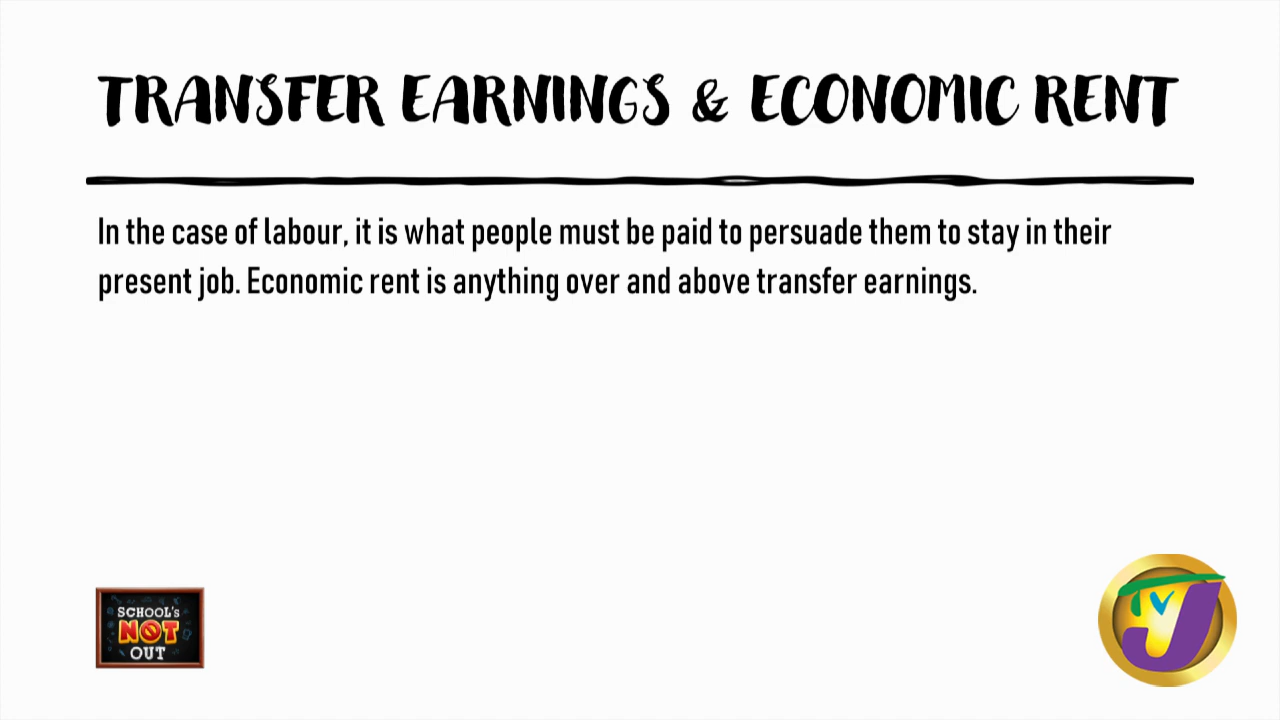 TRANSFER EARNINGS & ECONOMIC RENT
In the case of labour, it is what people must be paid to persuade them to stay in their
present job. Economic rent is anything over and above transfer earnings.
SCHOOL's
NOT
OUT
TVJ